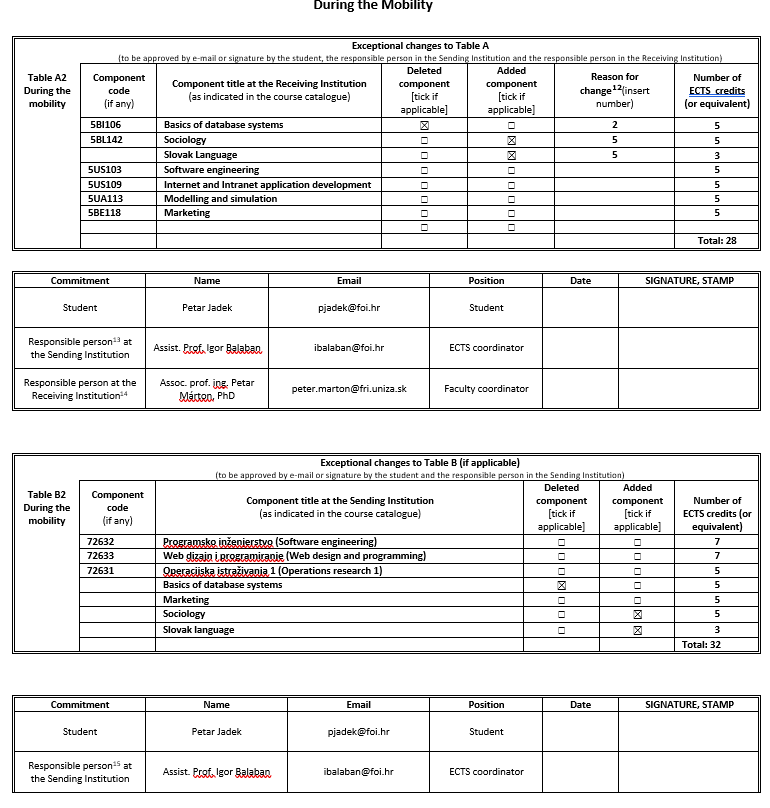 During the Mobility
Exceptional changes to Table A
(to be approved by e-mail or signature by the student, the responsible person in the Sending Institution and the responsible person in the Receiving Institution)
Table A2 During the mobility | Component code (if any) | Component title at the Receiving Institution (as indicated in the course catalogue) | Deleted component [tick if applicable] | Added component [tick if applicable] | Reason for change12(insert number) | Number of ECTS credits (or equivalent)
5BI106 | Basics of database systems | ☒ | ☐ | 2 | 5
5BL142 | Sociology | ☐ | ☒ | 5 | 5
Slovak Language | ☐ | ☒ | 5 | 3
5US103 | Software engineering | ☐ | ☐ | 5
5US109 | Internet and Intranet application development | ☐ | ☐ | 5
5UA113 | Modelling and simulation | ☐ | ☐ | 5
5BE118 | Marketing | ☐ | ☐ | 5
☐ | ☐
Total: 28
Commitment | Name | Email | Position | Date | SIGNATURE, STAMP
Student | Petar Jadek | pjadek@foi.hr | Student
Responsible person13 at the Sending Institution | Assist. Prof. Igor Balaban | ibalaban@foi.hr | ECTS coordinator
Responsible person at the Receiving Institution14 | Assoc. prof. ing. Petar Márton, PhD | peter.marton@fri.uniza.sk | Faculty coordinator
Exceptional changes to Table B (if applicable)
(to be approved by e-mail or signature by the student and the responsible person in the Sending Institution)
Table B2 During the mobility | Component code (if any) | Component title at the Sending Institution (as indicated in the course catalogue) | Deleted component [tick if applicable] | Added component [tick if applicable] | Number of ECTS credits (or equivalent)
72632 | Programsko inženjerstvo (Software engineering) | ☐ | ☐ | 7
72633 | Web dizajn i programiranje (Web design and programming) | ☐ | ☐ | 7
72631 | Operacijska istraživanja 1 (Operations research 1) | ☐ | ☐ | 5
Basics of database systems | ☒ | ☐ | 5
Marketing | ☐ | ☐ | 5
Sociology | ☐ | ☒ | 5
Slovak language | ☐ | ☒ | 3
Total: 32
Commitment | Name | Email | Position | Date | SIGNATURE, STAMP
Student | Petar Jadek | pjadek@foi.hr | Student
Responsible person15 at the Sending Institution | Assist. Prof. Igor Balaban | ibalaban@foi.hr | ECTS coordinator